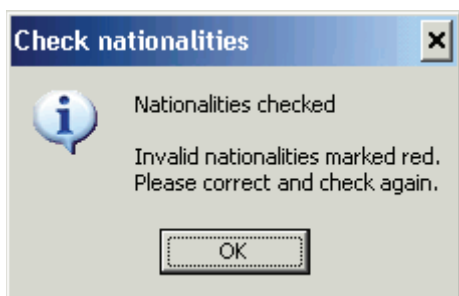 Check nationalities
Nationalities checked
Invalid nationalities marked red.
Please correct and check again.
OK